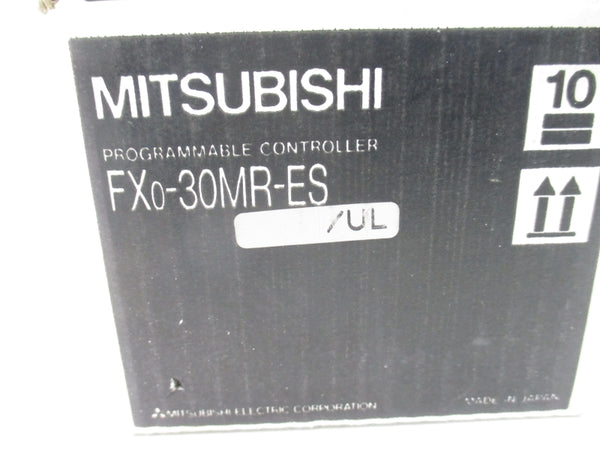 MITSUBISHI
10
PROGRAMMABLE CONTROLLER
FX0-30MR-ES
/UL
MITSUBISHI ELECTRIC CORPORATION
MADE IN JAPAN